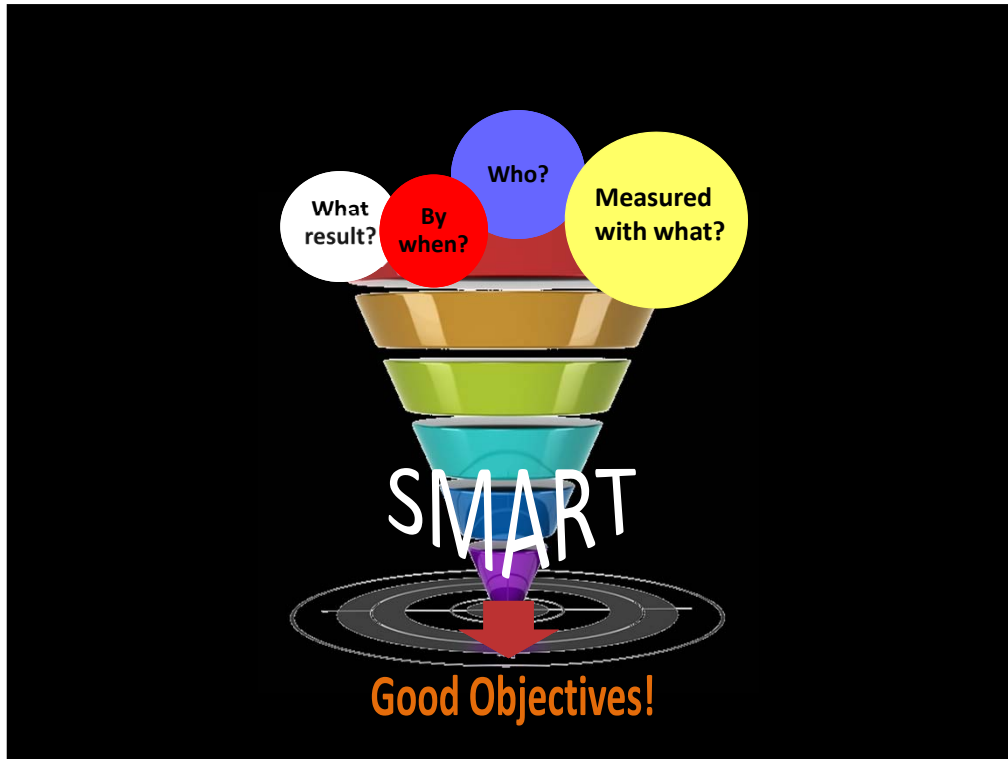 What
result?
By
when?
Who?
Measured
with what?
SMART
Good Objectives!